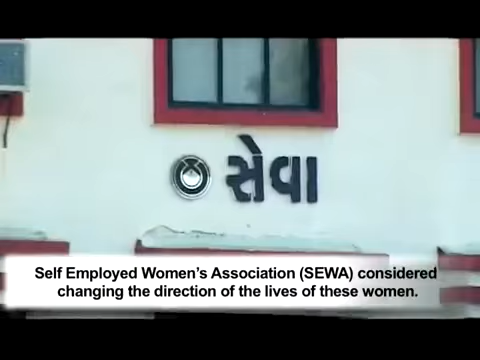 સેવા
Self Employed Women's Association (SEWA) considered
changing the direction of the lives of these women.